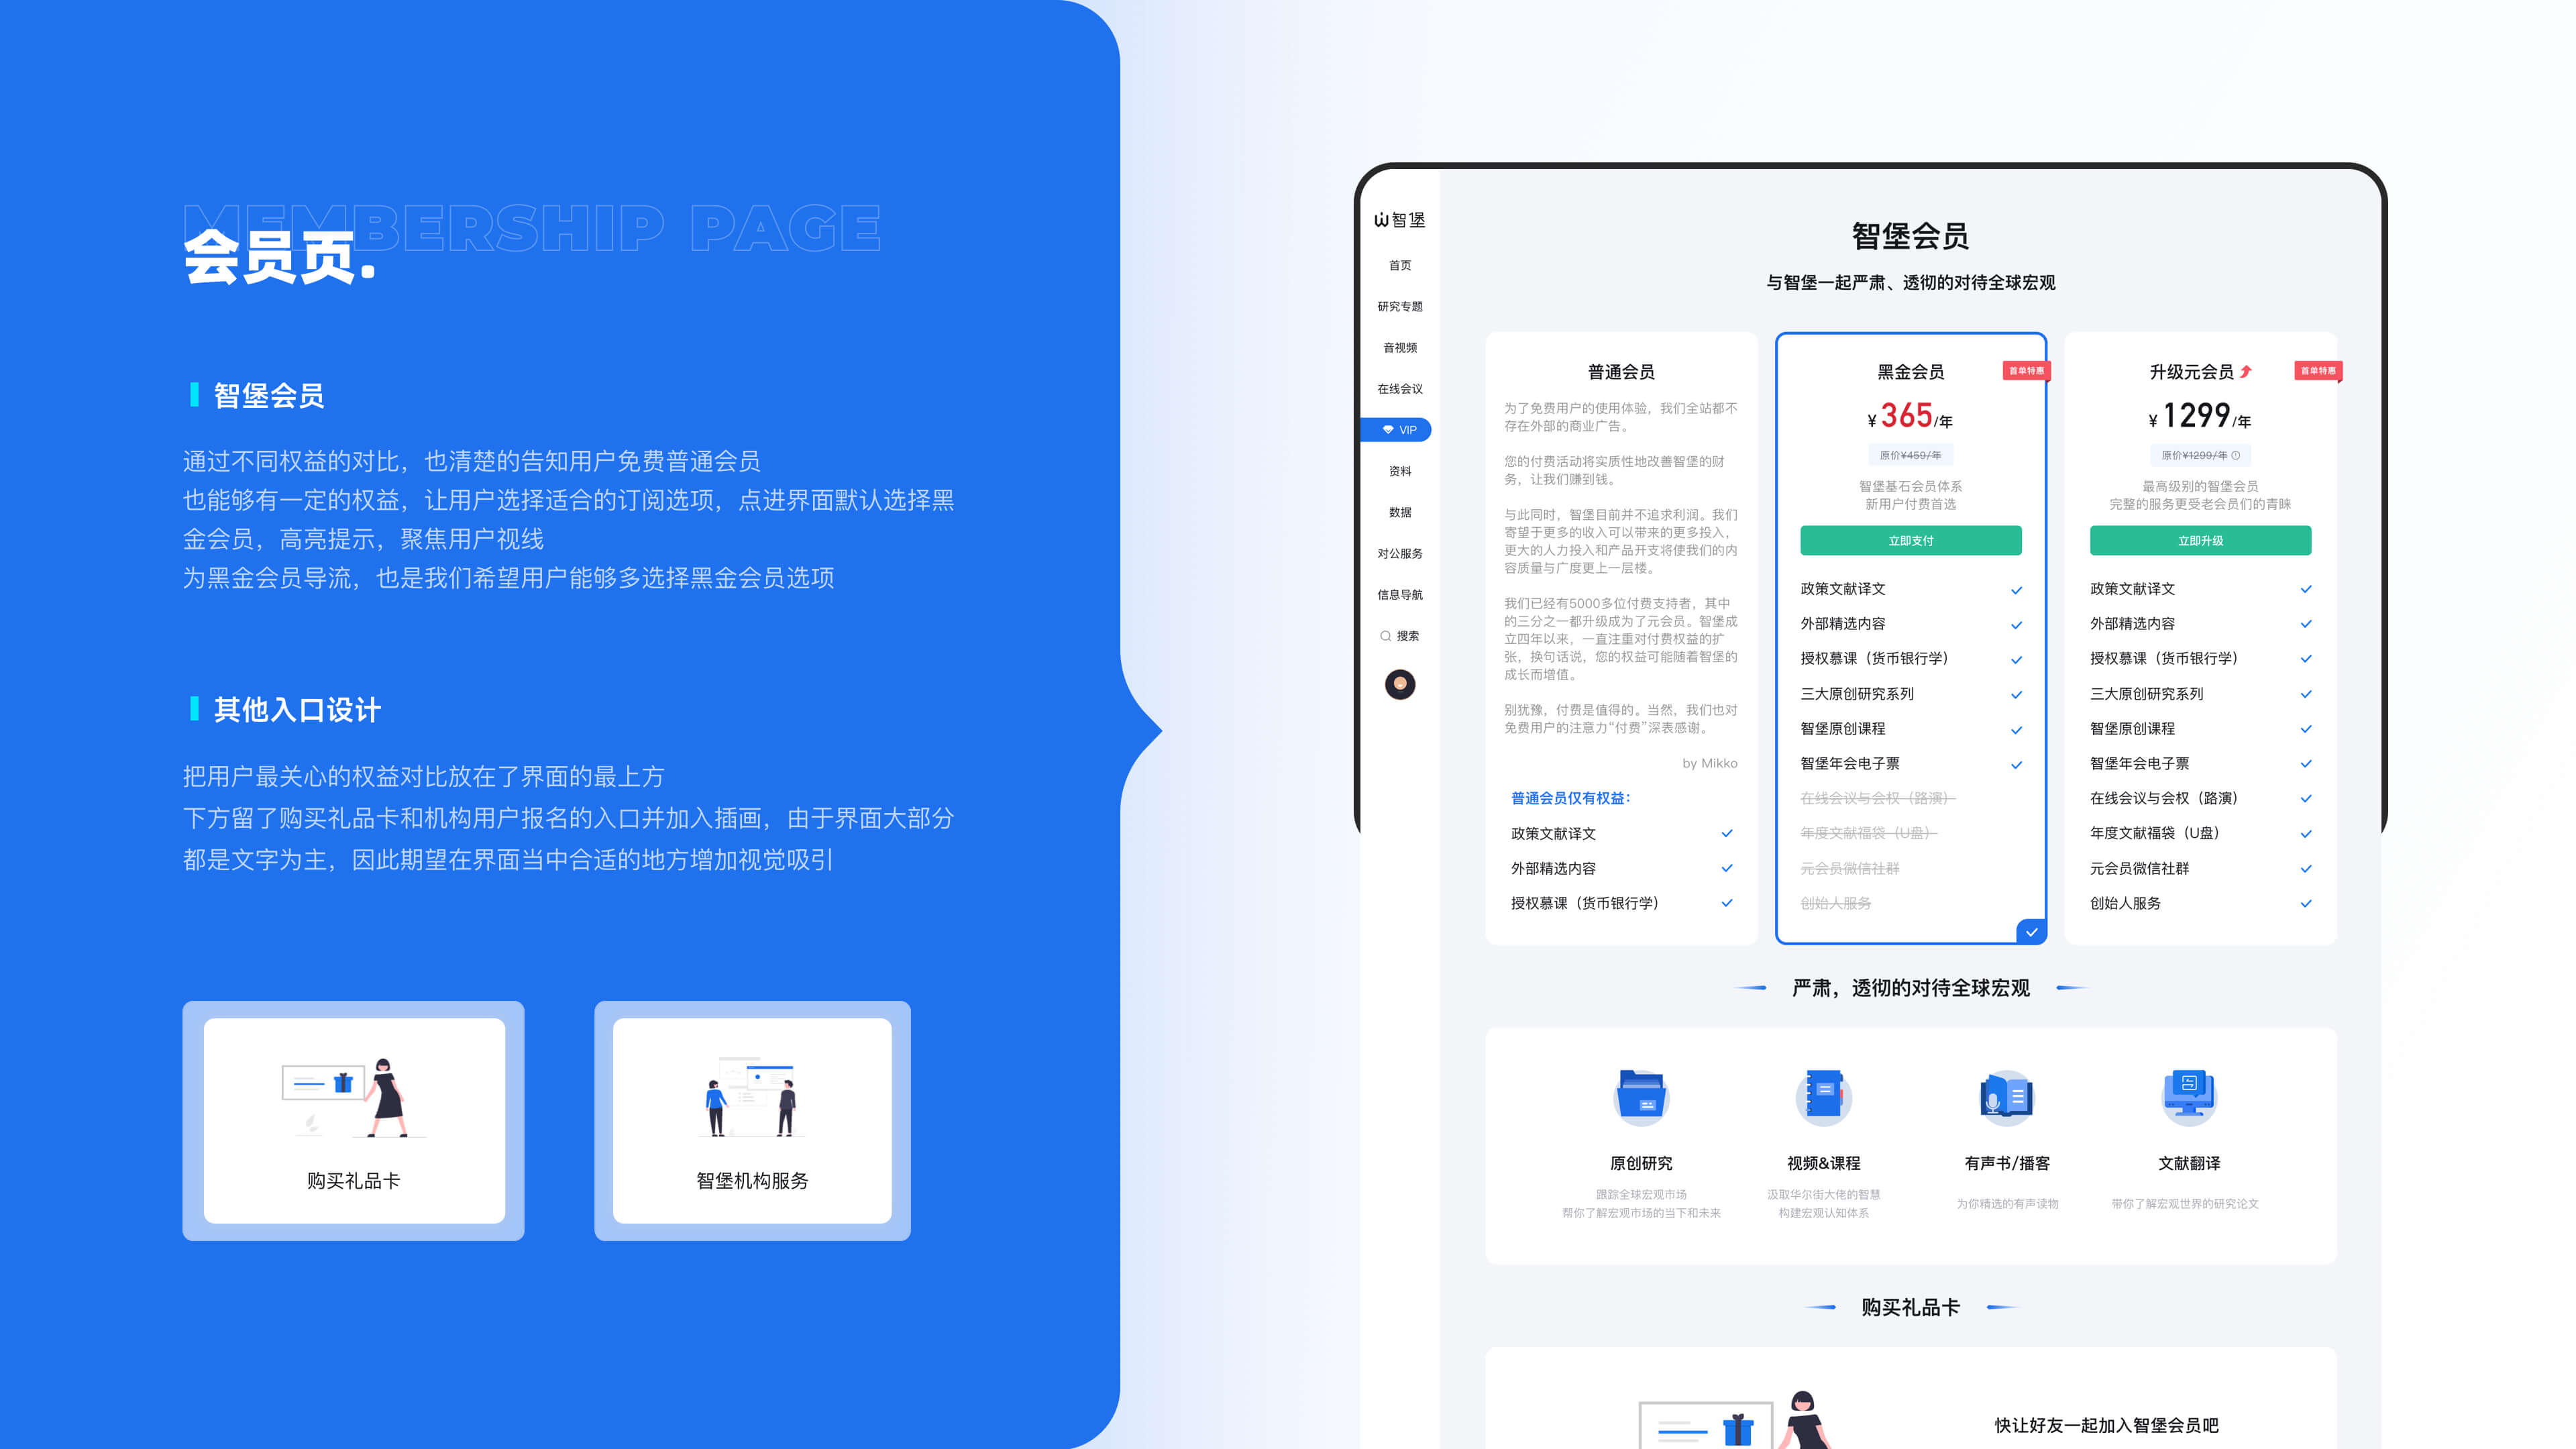 MEMBERSHIP PAGE
会员页.
智堡会员
通过不同权益的对比，也清楚的告知用户免费普通会员
也能够有一定的权益，让用户选择适合的订阅选项，点进界面默认选择黑
金会员，高亮提示，聚焦用户视线
为黑金会员导流，也是我们希望用户能够多选择黑金会员选项
其他入口设计
把用户最关心的权益对比放在了界面的最上方
下方留了购买礼品卡和机构用户报名的入口并加入插画，由于界面大部分
都是文字为主，因此期望在界面当中合适的地方增加视觉吸引
购买礼品卡
智堡机构服务
智堡
首页
研究专题
音视频
在线会议
VIP
资料
数据
对公服务
信息导航
搜索
智堡会员
与智堡一起严肃、透彻的对待全球宏观
普通会员
为了免费用户的使用体验，我们全站都不
存在外部的商业广告。
您的付费活动将实质性地改善智堡的财
务，让我们赚到钱。
与此同时，智堡目前并不追求利润。我们
寄望于更多的收入可以带来的更多投入，
更大的人力投入和产品开支将使我们的内
容质量与广度更上一层楼。
我们已经有5000多位付费支持者，其中
的三分之一都升级成为了元会员。智堡成
立四年以来，一直注重对付费权益的扩
张，换句话说，您的权益可能随着智堡的
成长而增值。
别犹豫，付费是值得的。当然，我们也对
免费用户的注意力“付费”深表感谢。
by Mikko
普通会员仅有权益：
政策文献译文
外部精选内容
授权慕课（货币银行学）
黑金会员
首单特惠
¥365/年
原价¥459/年
智堡基石会员体系
新用户付费首选
立即支付
政策文献译文
外部精选内容
授权慕课（货币银行学）
三大原创研究系列
智堡原创课程
智堡年会电子票
在线会议与会权（路演）
年度文献福袋（U盘）
元会员微信社群
创始人服务
升级元会员
首单特惠
¥1299/年
原价¥1299/年
最高级别的智堡会员
完整的服务更受老会员们的青睐
立即升级
政策文献译文
外部精选内容
授权慕课（货币银行学）
三大原创研究系列
智堡原创课程
智堡年会电子票
在线会议与会权（路演）
年度文献福袋（U盘）
元会员微信社群
创始人服务
严肃，透彻的对待全球宏观
原创研究
跟踪全球宏观市场
帮你了解宏观市场的当下和未来
视频&课程
汲取华尔街大佬的智慧
构建宏观认知体系
有声书/播客
为你精选的有声读物
文献翻译
带你了解宏观世界的研究论文
购买礼品卡
快让好友一起加入智堡会员吧